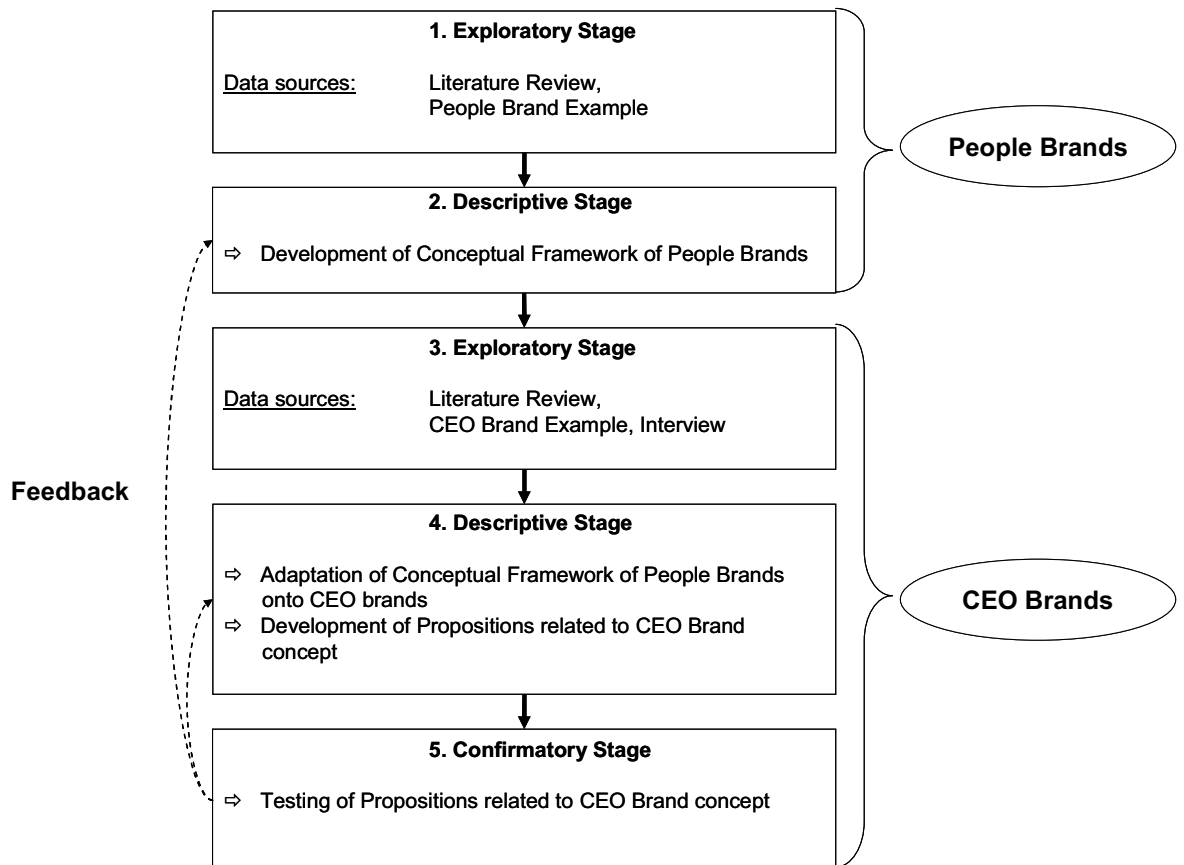 1. Exploratory Stage
Data sources: Literature Review,
People Brand Example
People Brands
2. Descriptive Stage
⇨ Development of Conceptual Framework of People Brands
3. Exploratory Stage
Data sources: Literature Review,
CEO Brand Example, Interview
Feedback
4. Descriptive Stage
⇨ Adaptation of Conceptual Framework of People Brands
onto CEO brands
⇨ Development of Propositions related to CEO Brand
concept
CEO Brands
5. Confirmatory Stage
⇨ Testing of Propositions related to CEO Brand concept